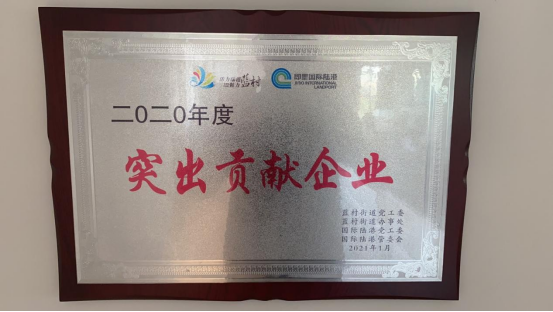 即墨国际陆港
JIMO INTERNATIONAL
LANDPORT
二〇二〇年度
突出贡献企业
蓝村街道党工委
蓝村街道办事处
国际陆港党工委
国际陆港管委会
2021年1月